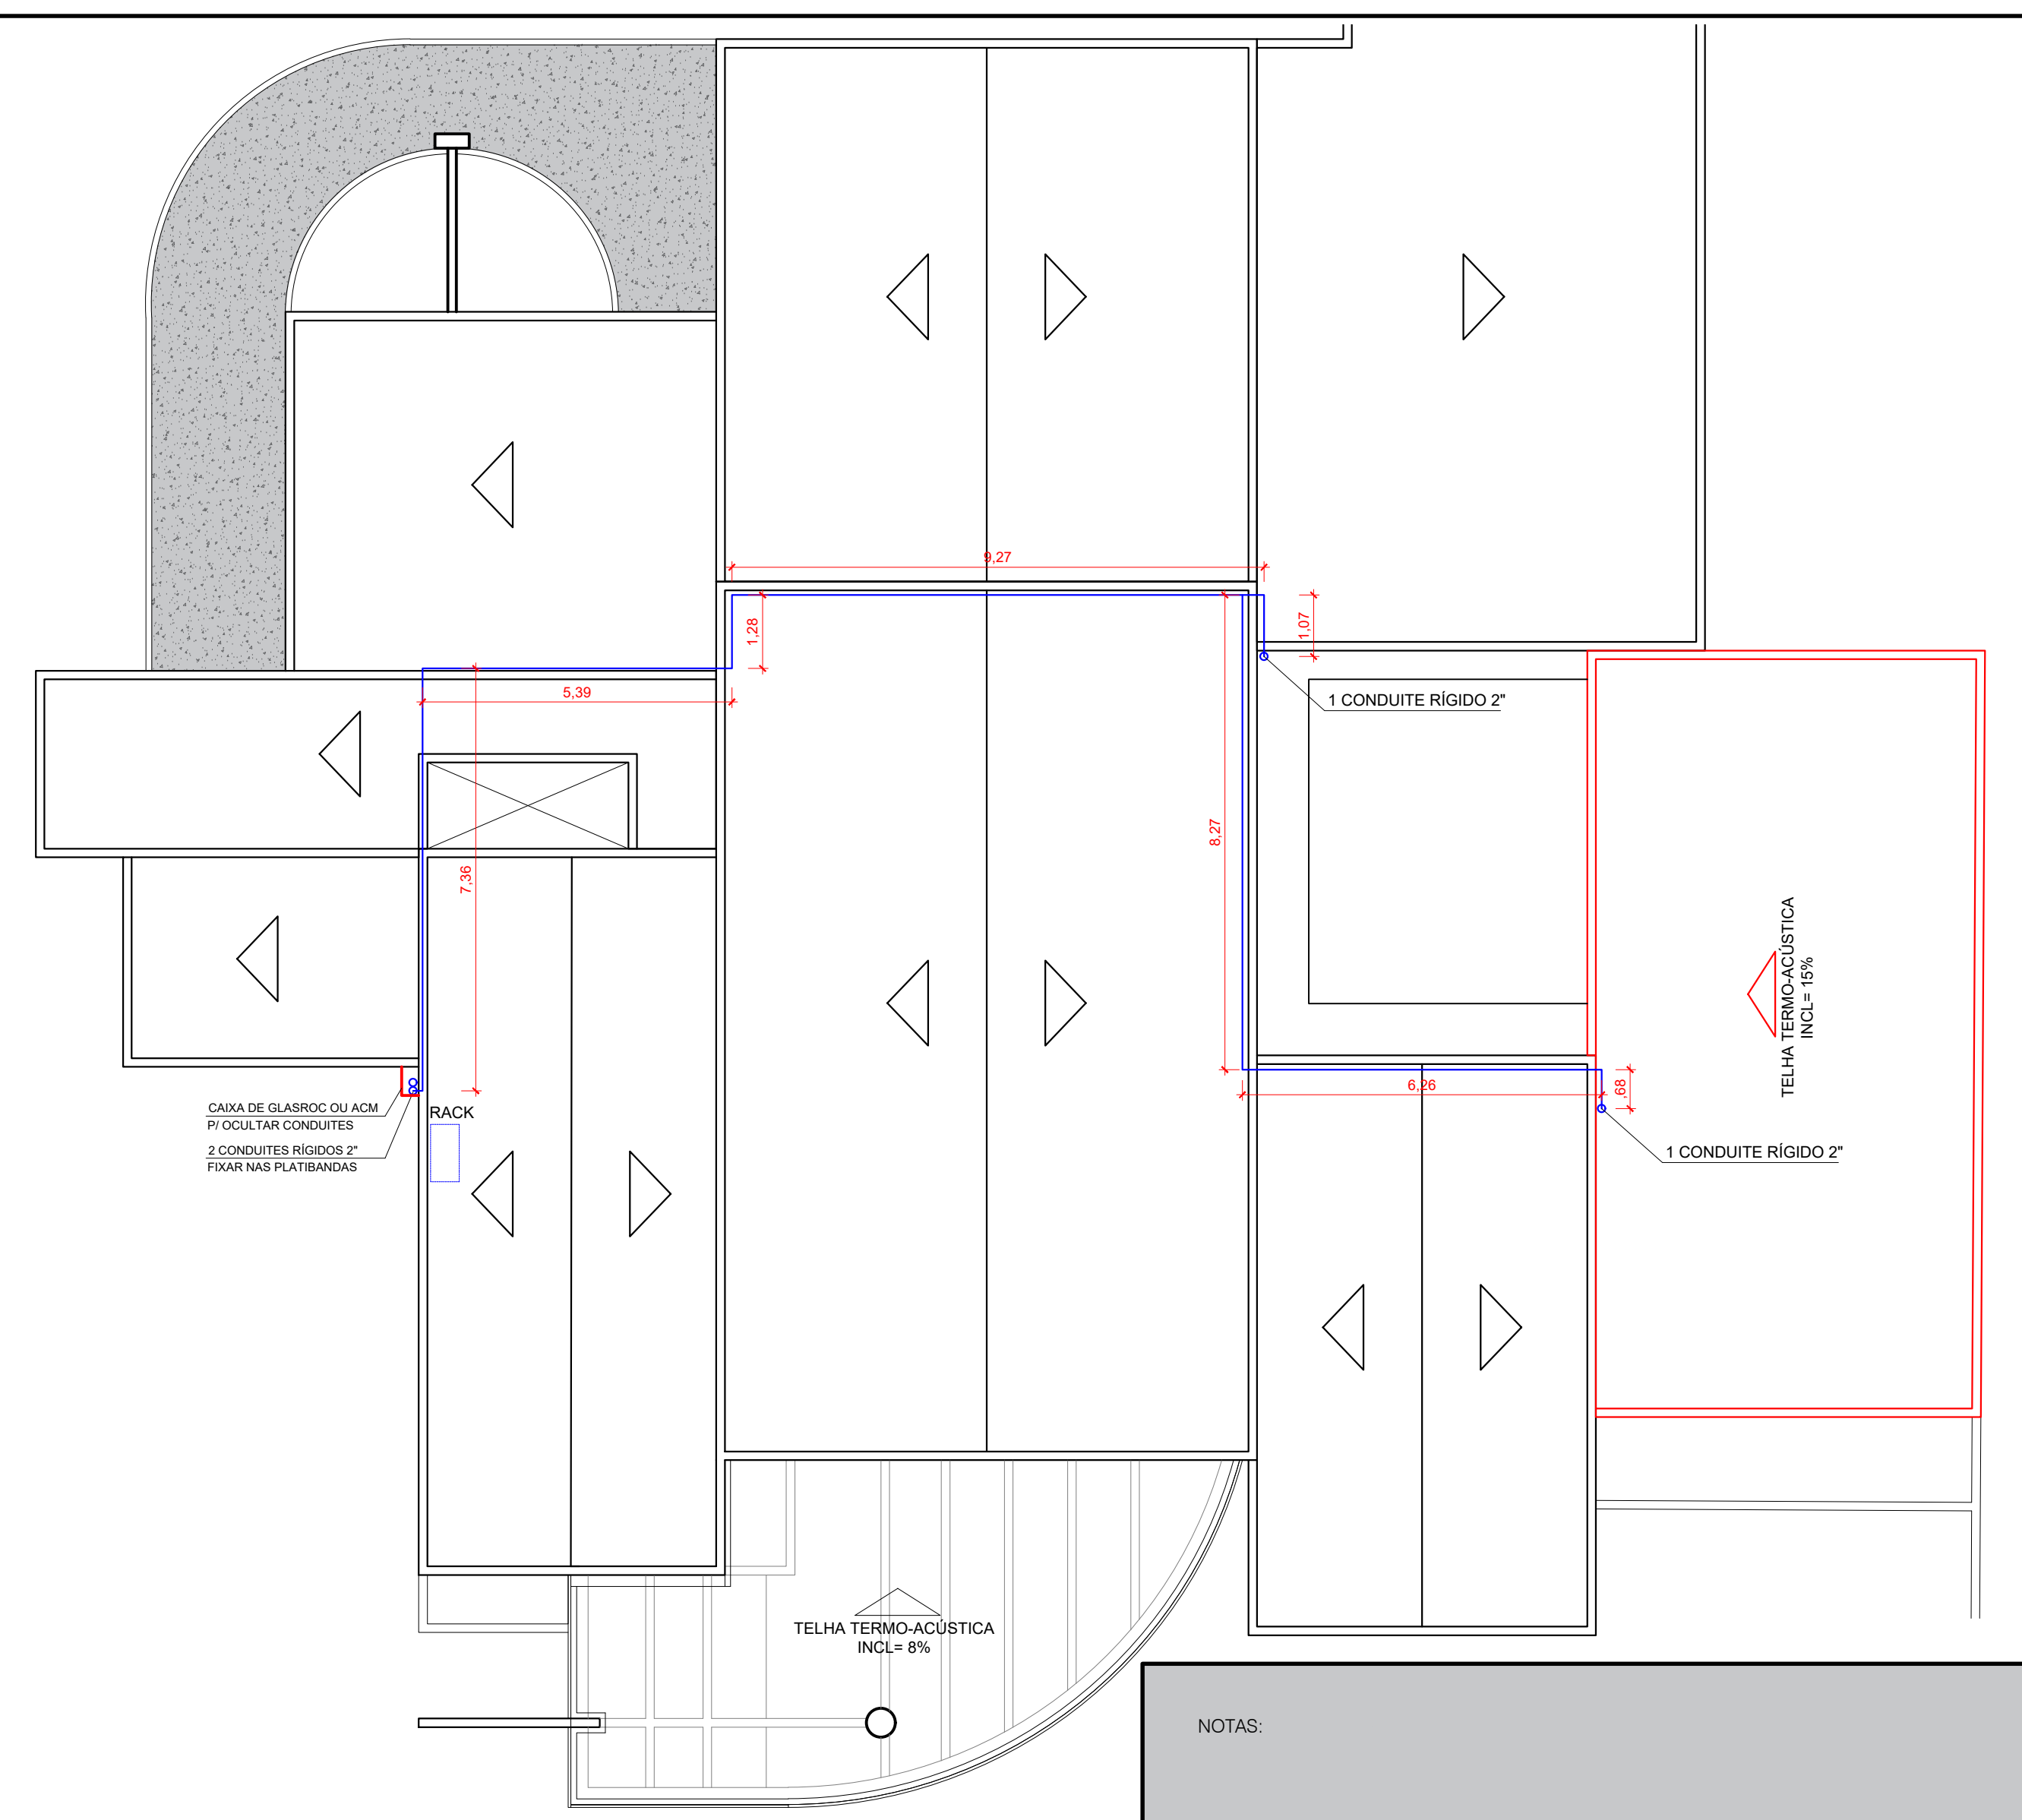 9,27
1,28
1,07
5,39
1 CONDUITE RÍGIDO 2"
8,27
7,36
TELHA TERMO-ACÚSTICA
INCL= 15%
6,26
,68
CAIXA DE GLASROC OU ACM
P/ OCULTAR CONDUITES
RACK
2 CONDUITES RÍGIDOS 2"
FIXAR NAS PLATIBANDAS
1 CONDUITE RÍGIDO 2"
TELHA TERMO-ACÚSTICA
INCL= 8%
NOTAS: